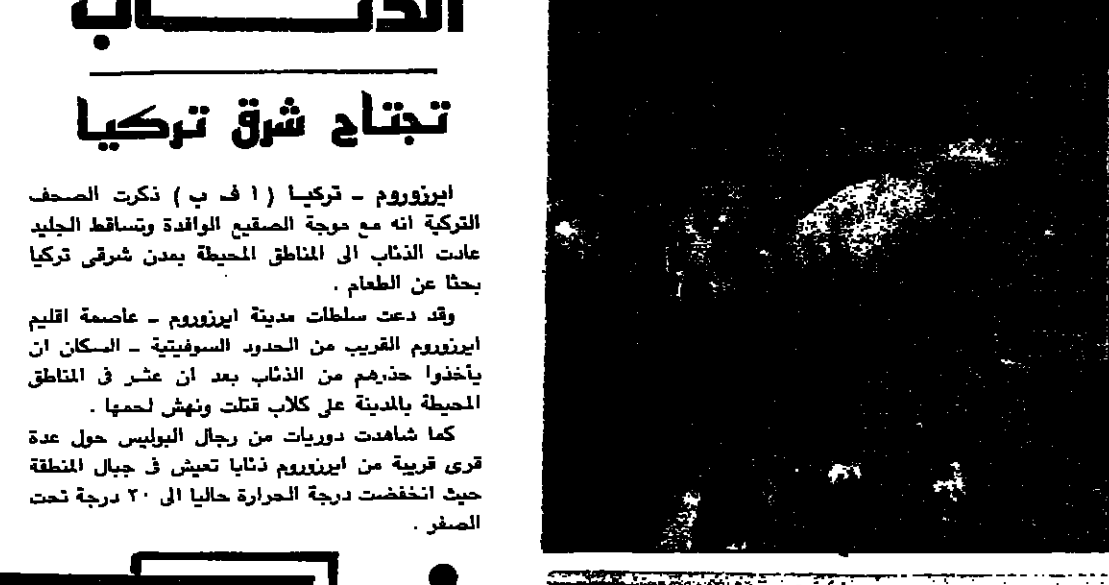 الذئاب
تجتاح شرق تركيا
ايرزوروم ـ تركيا ( ا ف ب ) ذكرت الصحف
التركية انه مع موجة الصقيع الوافدة وتساقط الجليد
عادت الذئاب الى المناطق المحيطة بمدن شرقى تركيا
بحثا عن الطعام .
وقد دعت سلطات مدينة ايرزوروم ـ عاصمة اقليم
ايرزوروم القريب من الحدود السوفيتية ـ السكان ان
يأخذوا حذرهم من الذئاب بعد ان عثر فى المناطق
المحيطة بالمدينة على كلاب قتلت ونهش لحمها .
كما شاهدت دوريات من رجال البوليس حول عدة
قرى قريبة من ايرزوروم ذئابا تعيش فى جبال المنطقة
حيث انخفضت درجة الحرارة حاليا الى ٢٠ درجة تحت
الصفر .